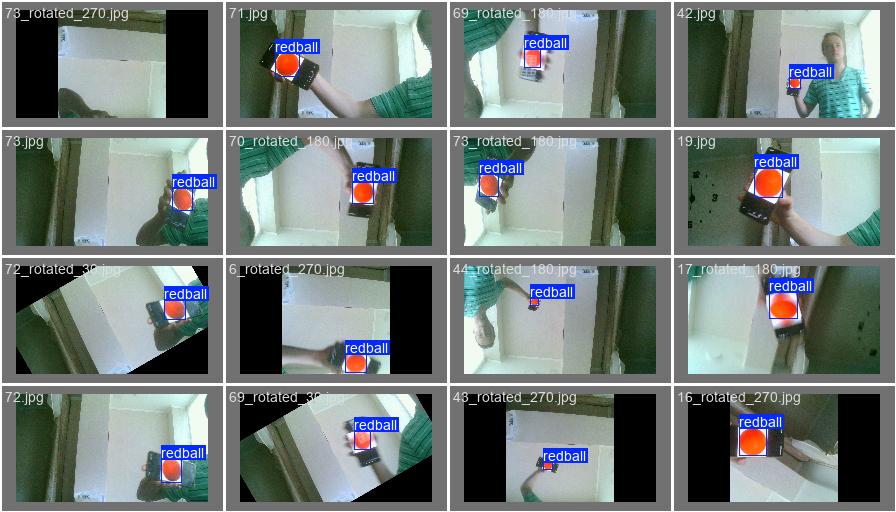 73_rotated_270.jpg
71.jpg
redball
69_rotated_180.jpg
redball
42.jpg
redball
73.jpg
redball
70_rotated_180.jpg
redball
73_rotated_180.jpg
redball
19.jpg
redball
72_rotated_30.jpg
redball
6_rotated_270.jpg
redball
44_rotated_180.jpg
redball
17_rotated_180.jpg
redball
72.jpg
redball
69_rotated_30.jpg
redball
43_rotated_270.jpg
redball
16_rotated_270.jpg
redball